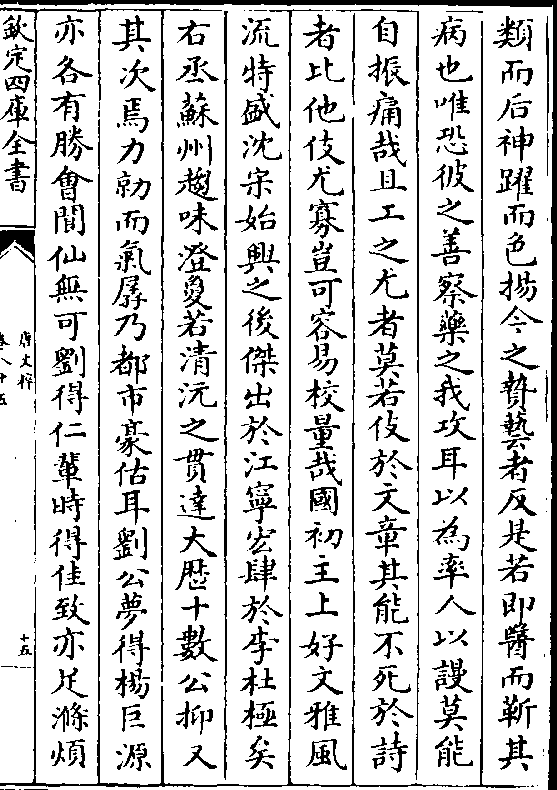 類而后神躍而色揚今之贄藝者反是若即醫而靳其
病也唯恐彼之善察藥之我攻耳以為率人以謾莫能
自振痛哉且工之尤者莫若伎於文章其能不死於詩
者比他伎尤寡豈可容易校量哉國初主上好文雅風
流特盛沈宋始興之後傑出於江寧宏肆於李杜極矣
右丞蘇州趣味澄敻若清沅之貫達大厯十數公抑又
其次焉力勍而氣孱乃都市豪估耳劉公夢得楊巨源
亦各有勝㑹閬仙無可劉得仁輩時得佳致亦足滌煩
欽定四庫全書
唐文粹
卷八十五
十五